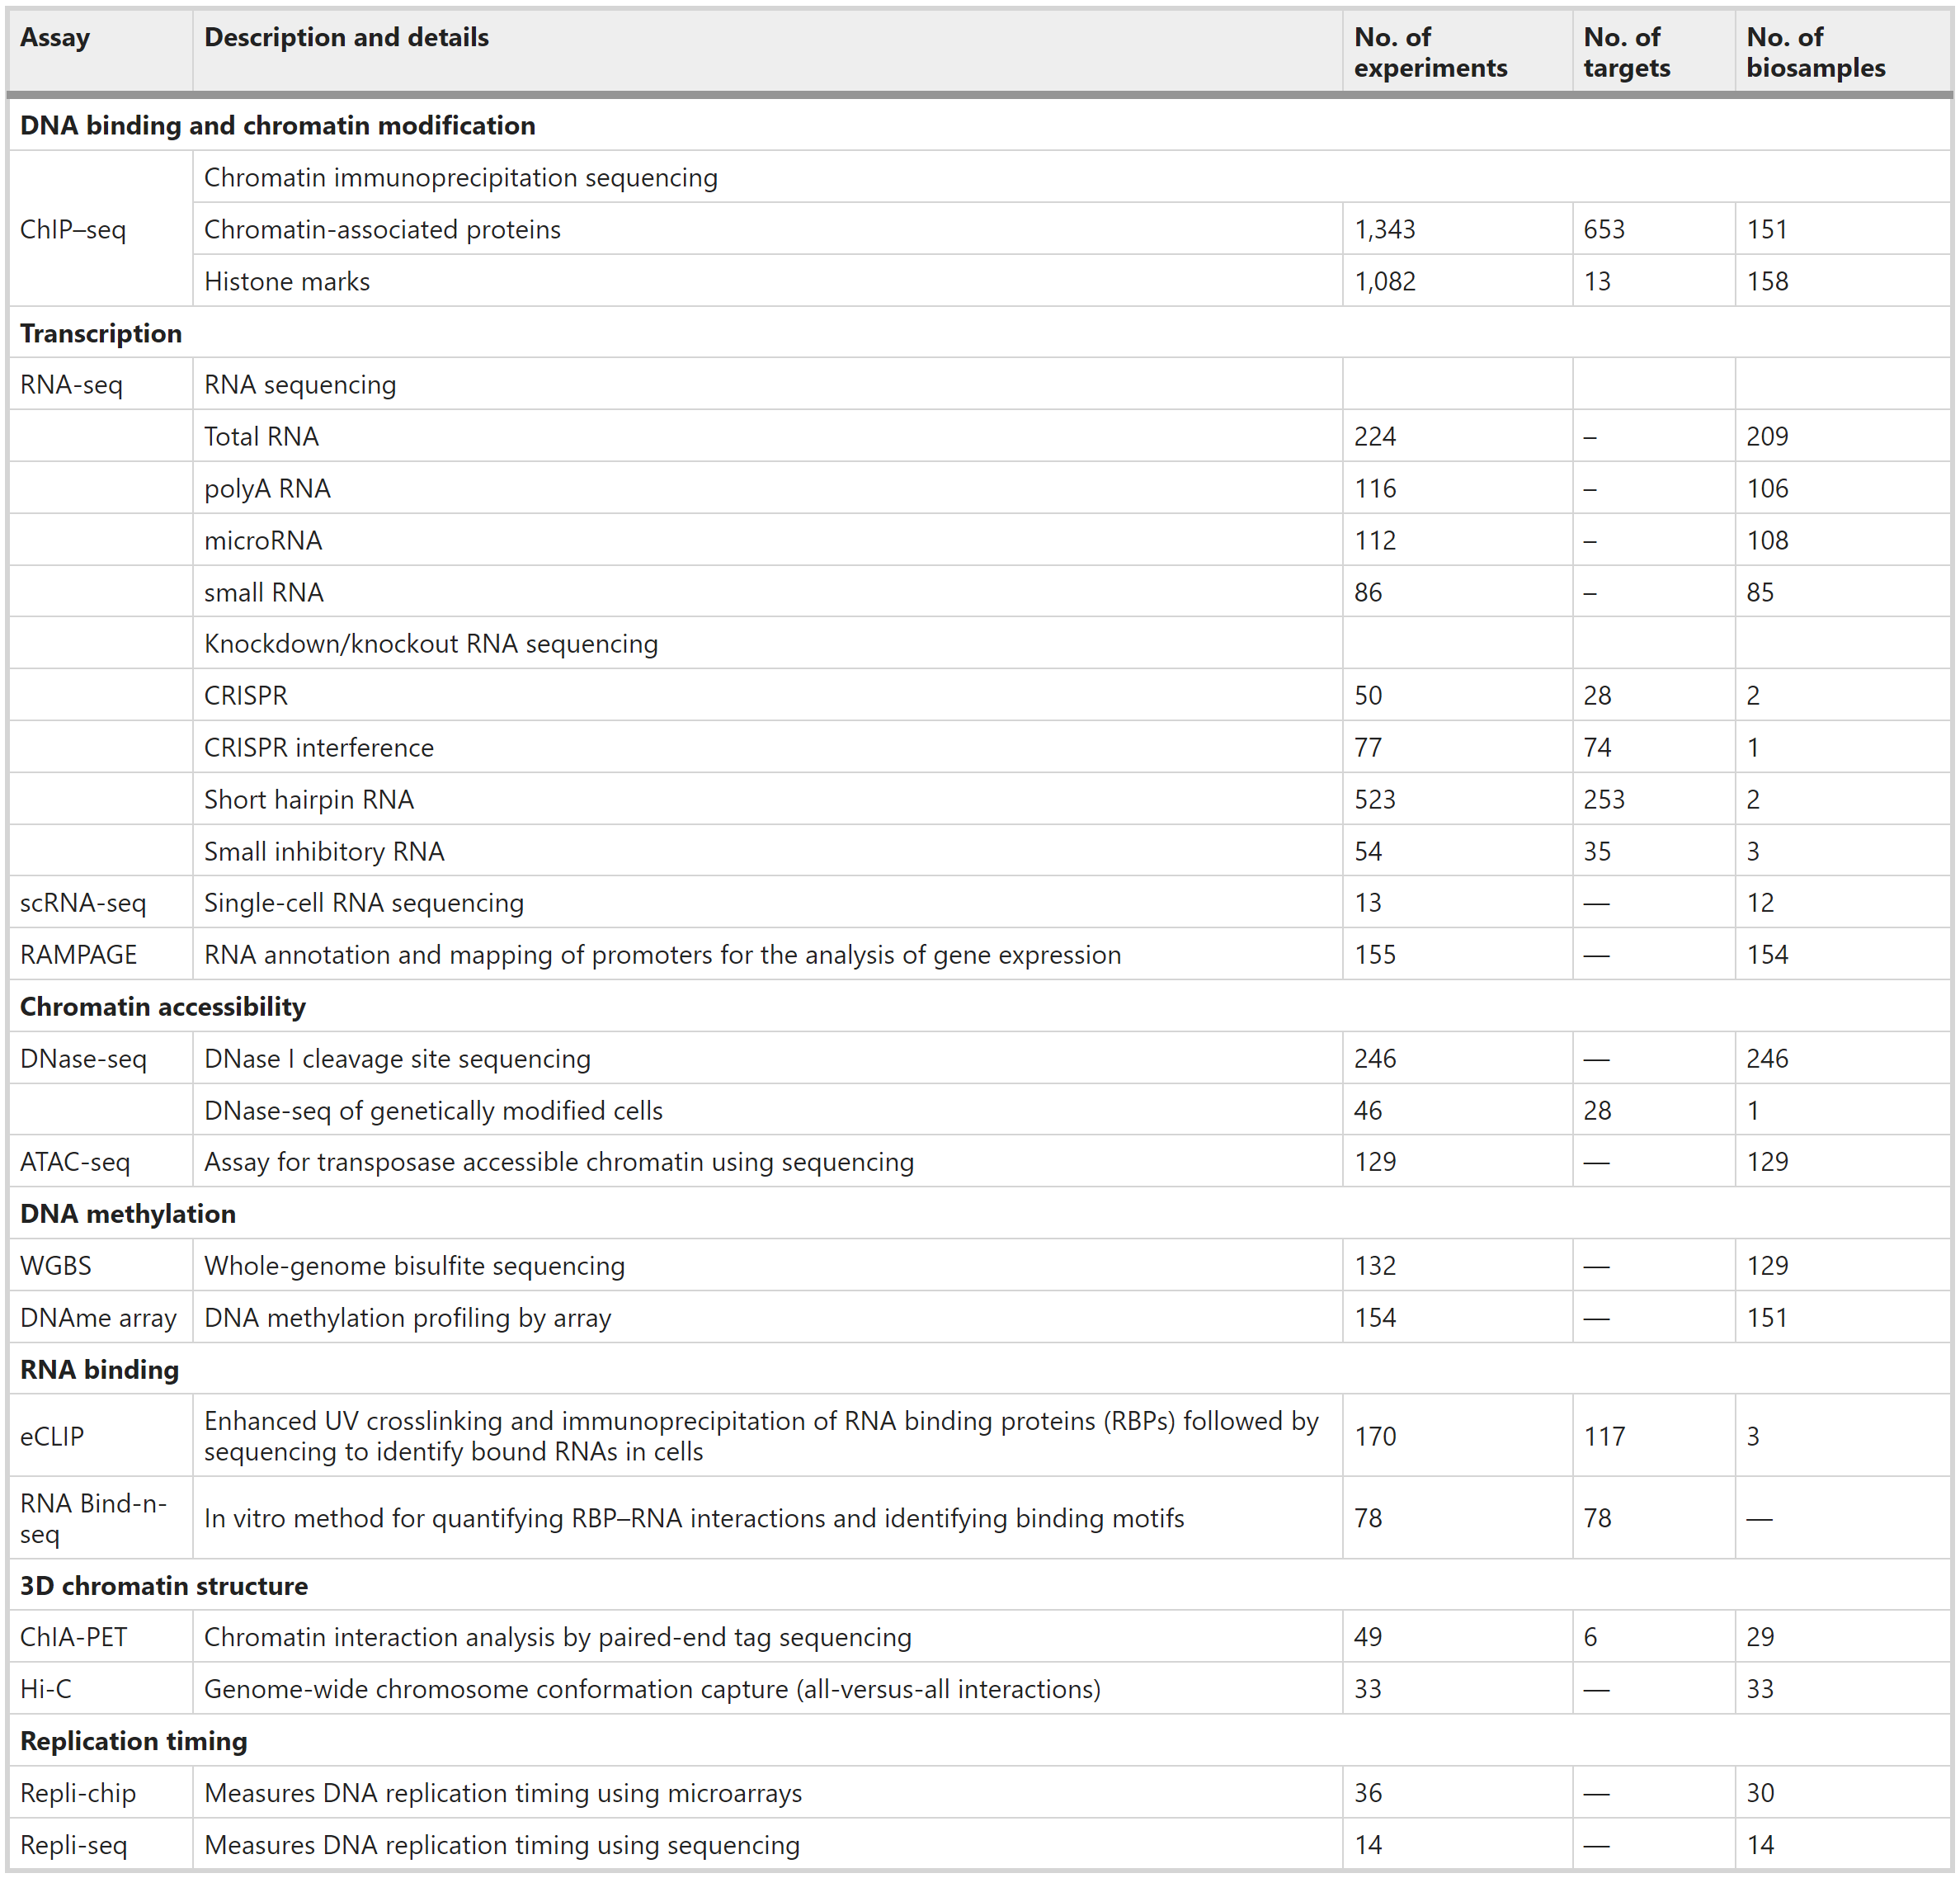 Assay Description and details No. of experiments No. of targets No. of biosamples
DNA binding and chromatin modification
ChIP–seq Chromatin immunoprecipitation sequencing
Chromatin-associated proteins 1,343 653 151
Histone marks 1,082 13 158
Transcription
RNA-seq RNA sequencing
Total RNA 224 – 209
polyA RNA 116 – 106
microRNA 112 – 108
small RNA 86 – 85
Knockdown/knockout RNA sequencing
CRISPR 50 28 2
CRISPR interference 77 74 1
Short hairpin RNA 523 253 2
Small inhibitory RNA 54 35 3
scRNA-seq Single-cell RNA sequencing 13 — 12
RAMPAGE RNA annotation and mapping of promoters for the analysis of gene expression 155 — 154
Chromatin accessibility
DNase-seq DNase I cleavage site sequencing 246 — 246
DNase-seq of genetically modified cells 46 28 1
ATAC-seq Assay for transposase accessible chromatin using sequencing 129 — 129
DNA methylation
WGBS Whole-genome bisulfite sequencing 132 — 129
DNAme array DNA methylation profiling by array 154 — 151
RNA binding
eCLIP Enhanced UV crosslinking and immunoprecipitation of RNA binding proteins (RBPs) followed by
sequencing to identify bound RNAs in cells 170 117 3
RNA Bind-n-
seq In vitro method for quantifying RBP–RNA interactions and identifying binding motifs 78 78 —
3D chromatin structure
ChIA-PET Chromatin interaction analysis by paired-end tag sequencing 49 6 29
Hi-C Genome-wide chromosome conformation capture (all-versus-all interactions) 33 — 33
Replication timing
Repli-chip Measures DNA replication timing using microarrays 36 — 30
Repli-seq Measures DNA replication timing using sequencing 14 — 14